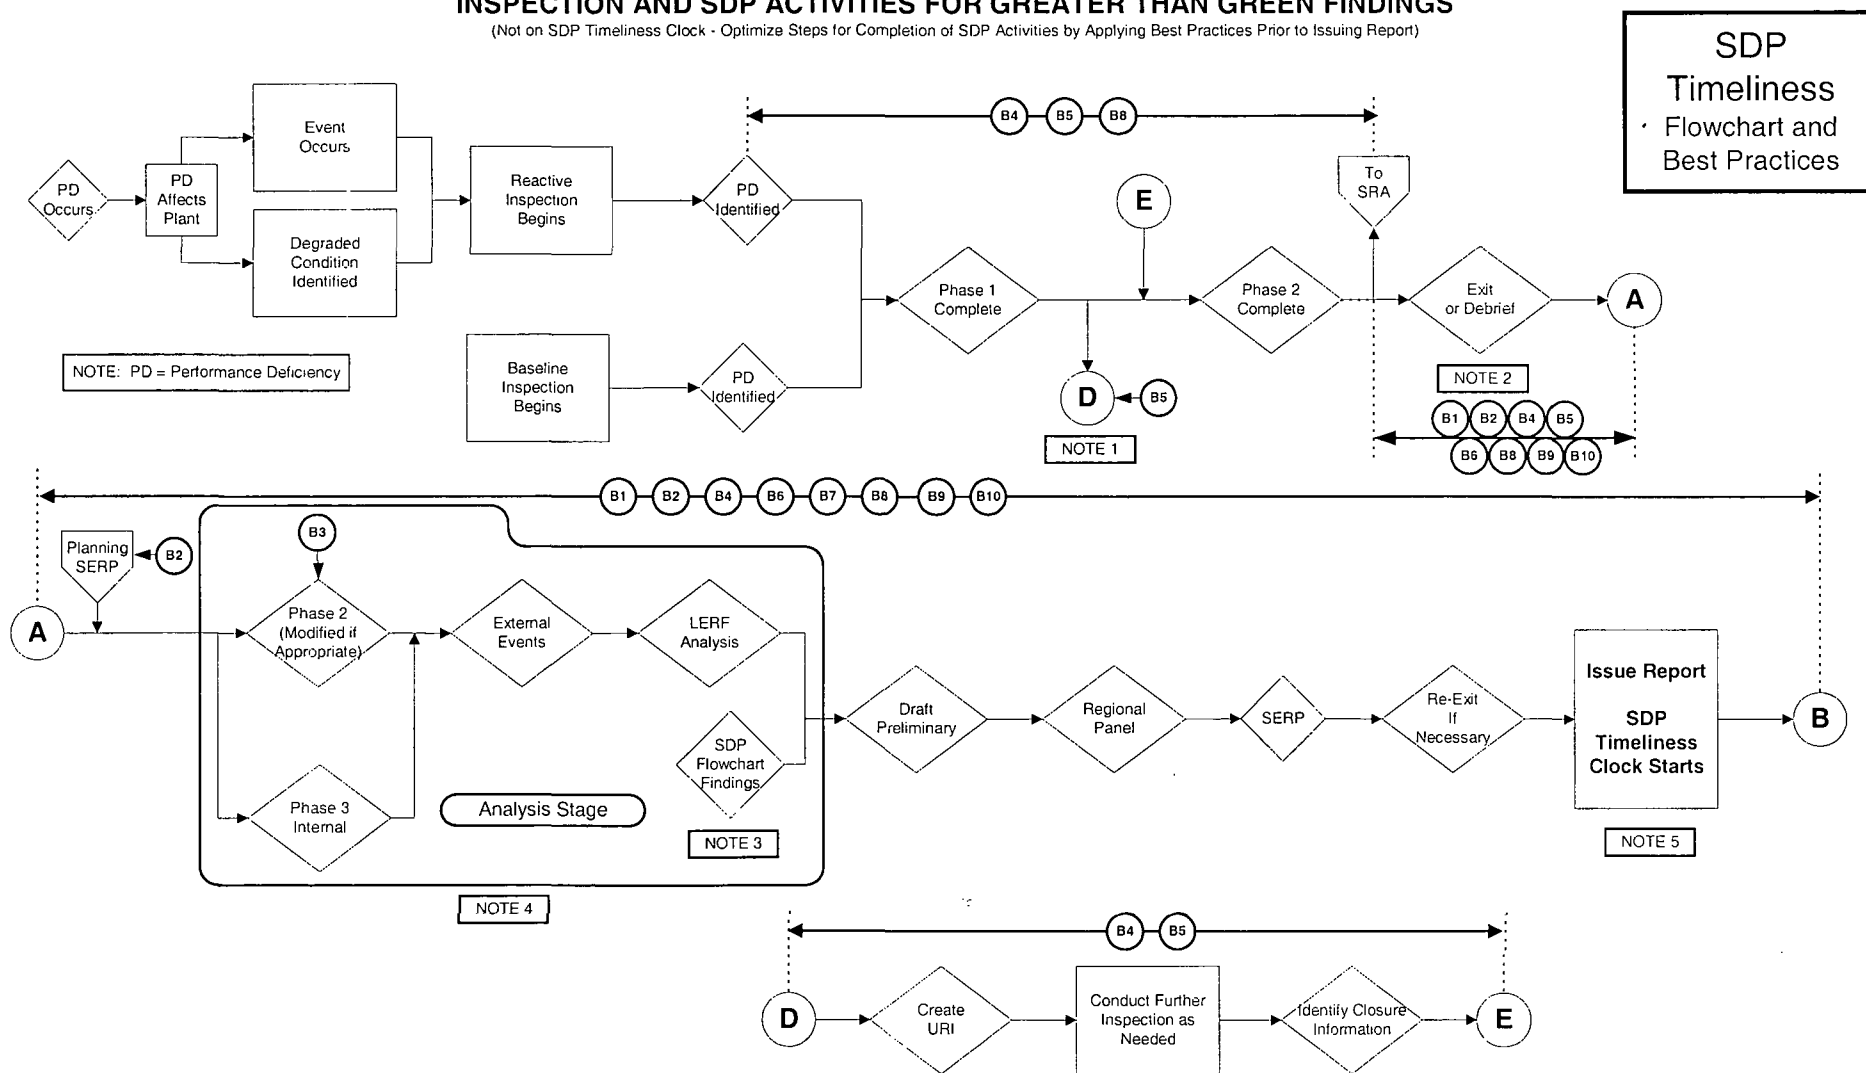 INSPECTION AND SDP ACTIVITIES FOR GREATER THAN GREEN FINDINGS
(Not on SDP Timeliness Clock - Optimize Steps for Completion of SDP Activities by Applying Best Practices Prior to Issuing Report)
SDP
Timeliness
Flowchart and
Best Practices
B4
B5
B8
PD
Occurs
PD
Affects
Plant
Event
Occurs
Degraded
Condition
Identified
Reactive
Inspection
Begins
PD
Identified
E
To
SRA
Phase 1
Complete
Phase 2
Complete
Exit
or Debrief
A
NOTE: PD = Performance Deficiency
Baseline
Inspection
Begins
PD
Identified
D
B5
NOTE 1
NOTE 2
B1
B2
B4
B5
B6
B8
B9
B10
B1
B2
B4
B6
B7
B8
B9
B10
Planning
SERP
B2
B3
A
Phase 2
(Modified if
Appropriate)
External
Events
LERF
Analysis
Phase 3
Internal
Analysis Stage
SDP
Flowchart
Findings
NOTE 3
NOTE 4
Draft
Preliminary
Regional
Panel
SERP
Re-Exit
If
Necessary
Issue Report
SDP
Timeliness
Clock Starts
B
NOTE 5
B4
B5
D
Create
URI
Conduct Further
Inspection as
Needed
Identify Closure
Information
E